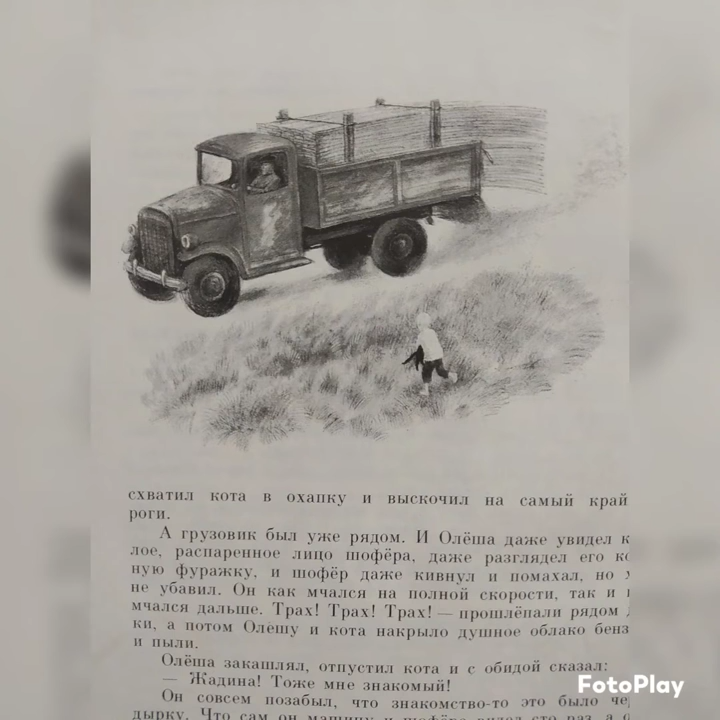 схватил кота в охапку и выскочил на самый край
роги.
А грузовик был уже рядом. И Олёша даже увидел к
лое, распаренное лицо шофёра, даже разглядел его ко
ную фуражку, и шофёр даже кивнул и помахал, но
не убавил. Он как мчался на полной скорости, так и
мчался дальше. Трах! Трах! Трах! — прошлёпали рядом
ки, а потом Олёшу и кота накрыло душное облако бенз
и пыли.
Олёша закашлял, отпустил кота и с обидой сказал:
— Жадина! Тоже мне знакомый!
Он совсем позабыл, что знакомство-то это было че
дырку. Что сам он машину и шофёра видел сто раз, а
FotoPlay